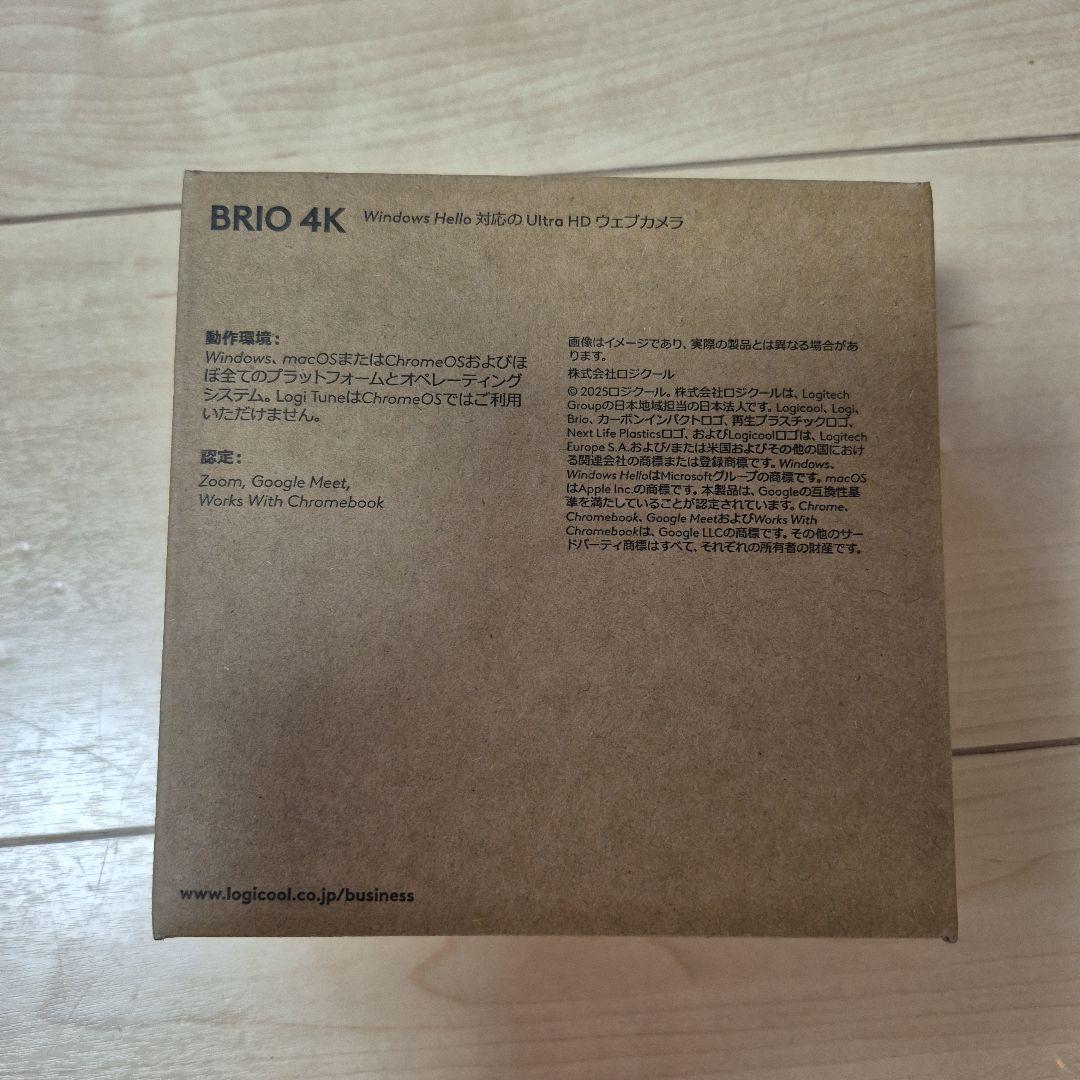 BRIO 4K Windows Hello 対応の Ultra HD ウェブカメラ
動作環境：
Windows、macOSまたはChromeOSおよびほ
ぼ全てのプラットフォームとオペレーティング
システム。Logi TuneはChromeOSではご利用
いただけません。
認定：
Zoom, Google Meet,
Works With Chromebook
画像はイメージであり、実際の製品とは異なる場合があ
ります。
株式会社ロジクール
© 2025ロジクール。株式会社ロジクールは、Logitech
Groupの日本地域担当の日本法人です。Logicool、Logi、
Brio、カーボンインパクトロゴ、再生プラスチックロゴ、
Next Life Plasticsロゴ、およびLogicoolロゴは、Logitech
Europe S.A.および/または米国およびその他の国におけ
る関連会社の商標または登録商標です。Windows、
Windows HelloはMicrosoftグループの商標です。macOS
はApple Inc.の商標です。本製品は、Googleの互換性基
準を満たしていることが認定されています。Chrome、
Chromebook、Google MeetおよびWorks With
Chromebookは、Google LLCの商標です。その他のサー
ドパーティ商標はすべて、それぞれの所有者の財産です。
www.logicool.co.jp/business